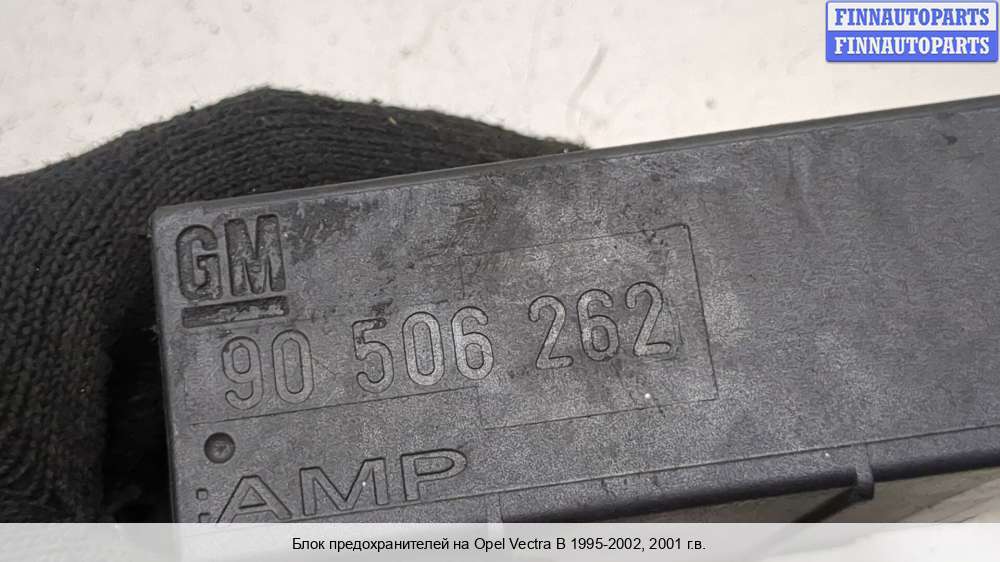 FINNAUTOPARTS
FINNAUTOPARTS
GM
90 506 262
AMP
Блок предохранителей на Opel Vectra B 1995-2002, 2001 г.в.